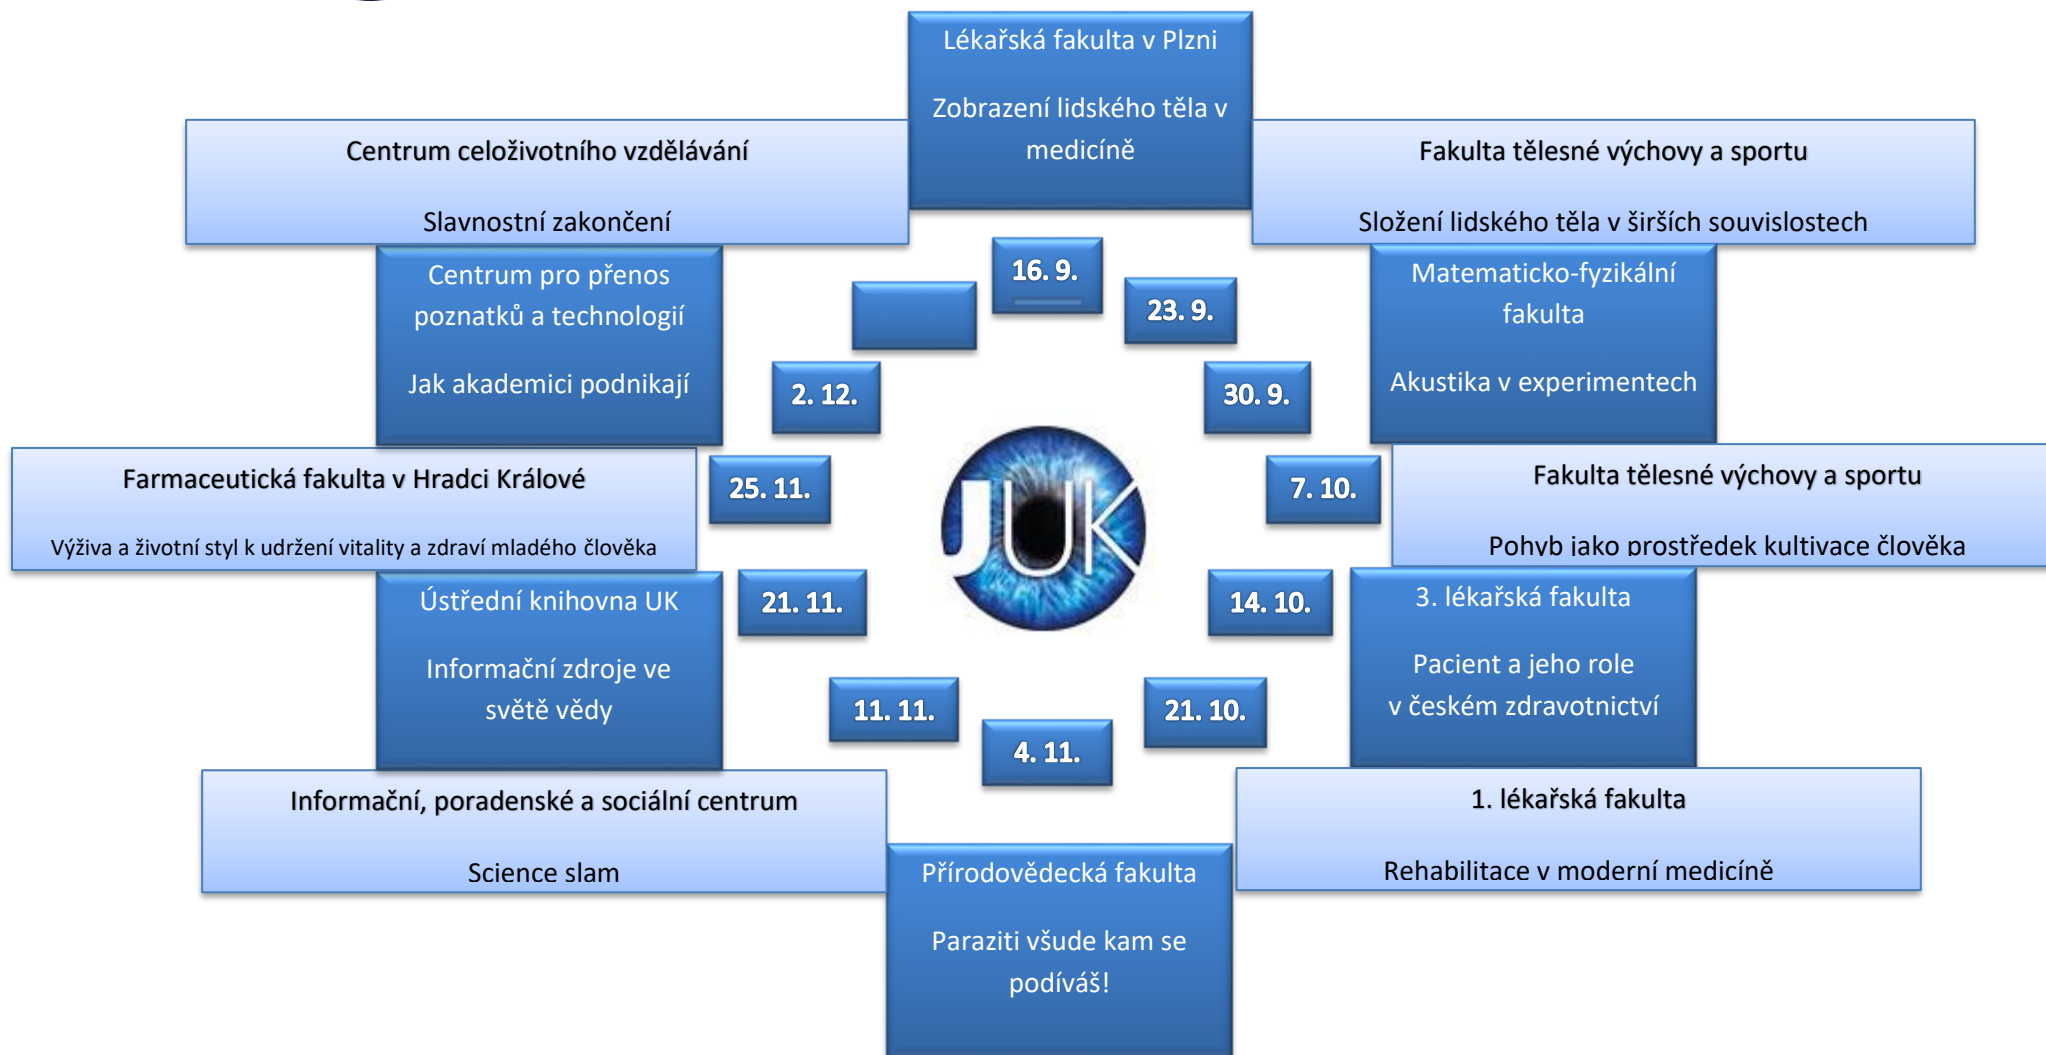 Lékařská fakulta v Plzni
Zobrazení lidského těla v
medicíně
Centrum celoživotního vzdělávání
Slavnostní zakončení
Fakulta tělesné výchovy a sportu
Složení lidského těla v širších souvislostech
Centrum pro přenos
poznatků a technologií
Jak akademici podnikají
16. 9.
23. 9.
Matematicko-fyzikální
fakulta
Akustika v experimentech
2. 12.
30. 9.
Farmaceutická fakulta v Hradci Králové
Výživa a životní styl k udržení vitality a zdraví mladého člověka
25. 11.
JUK
7. 10.
Fakulta tělesné výchovy a sportu
Pohyb jako prostředek kultivace člověka
Ústřední knihovna UK
Informační zdroje ve
světě vědy
21. 11.
14. 10.
3. lékařská fakulta
Pacient a jeho role
v českém zdravotnictví
11. 11.
4. 11.
21. 10.
Informační, poradenské a sociální centrum
Science slam
1. lékařská fakulta
Rehabilitace v moderní medicíně
Přírodovědecká fakulta
Paraziti všude kam se
podíváš!